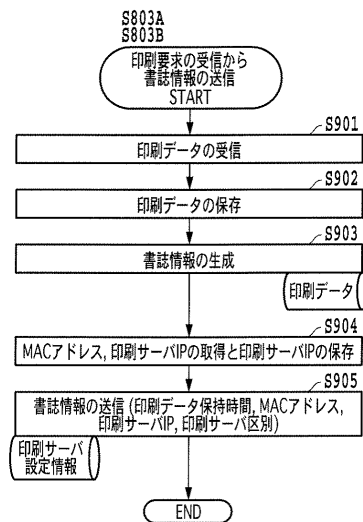 S803A
S803B
印刷要求の受信から
書誌情報の送信
START
S901
印刷データの受信
S902
印刷データの保存
S903
書誌情報の生成
印刷データ
S904
MACアドレス, 印刷サーバIPの取得と印刷サーバIPの保存
S905
書誌情報の送信 (印刷データ保持時間, MACアドレス,
印刷サーバIP, 印刷サーバ区別)
印刷サーバ
設定情報
END